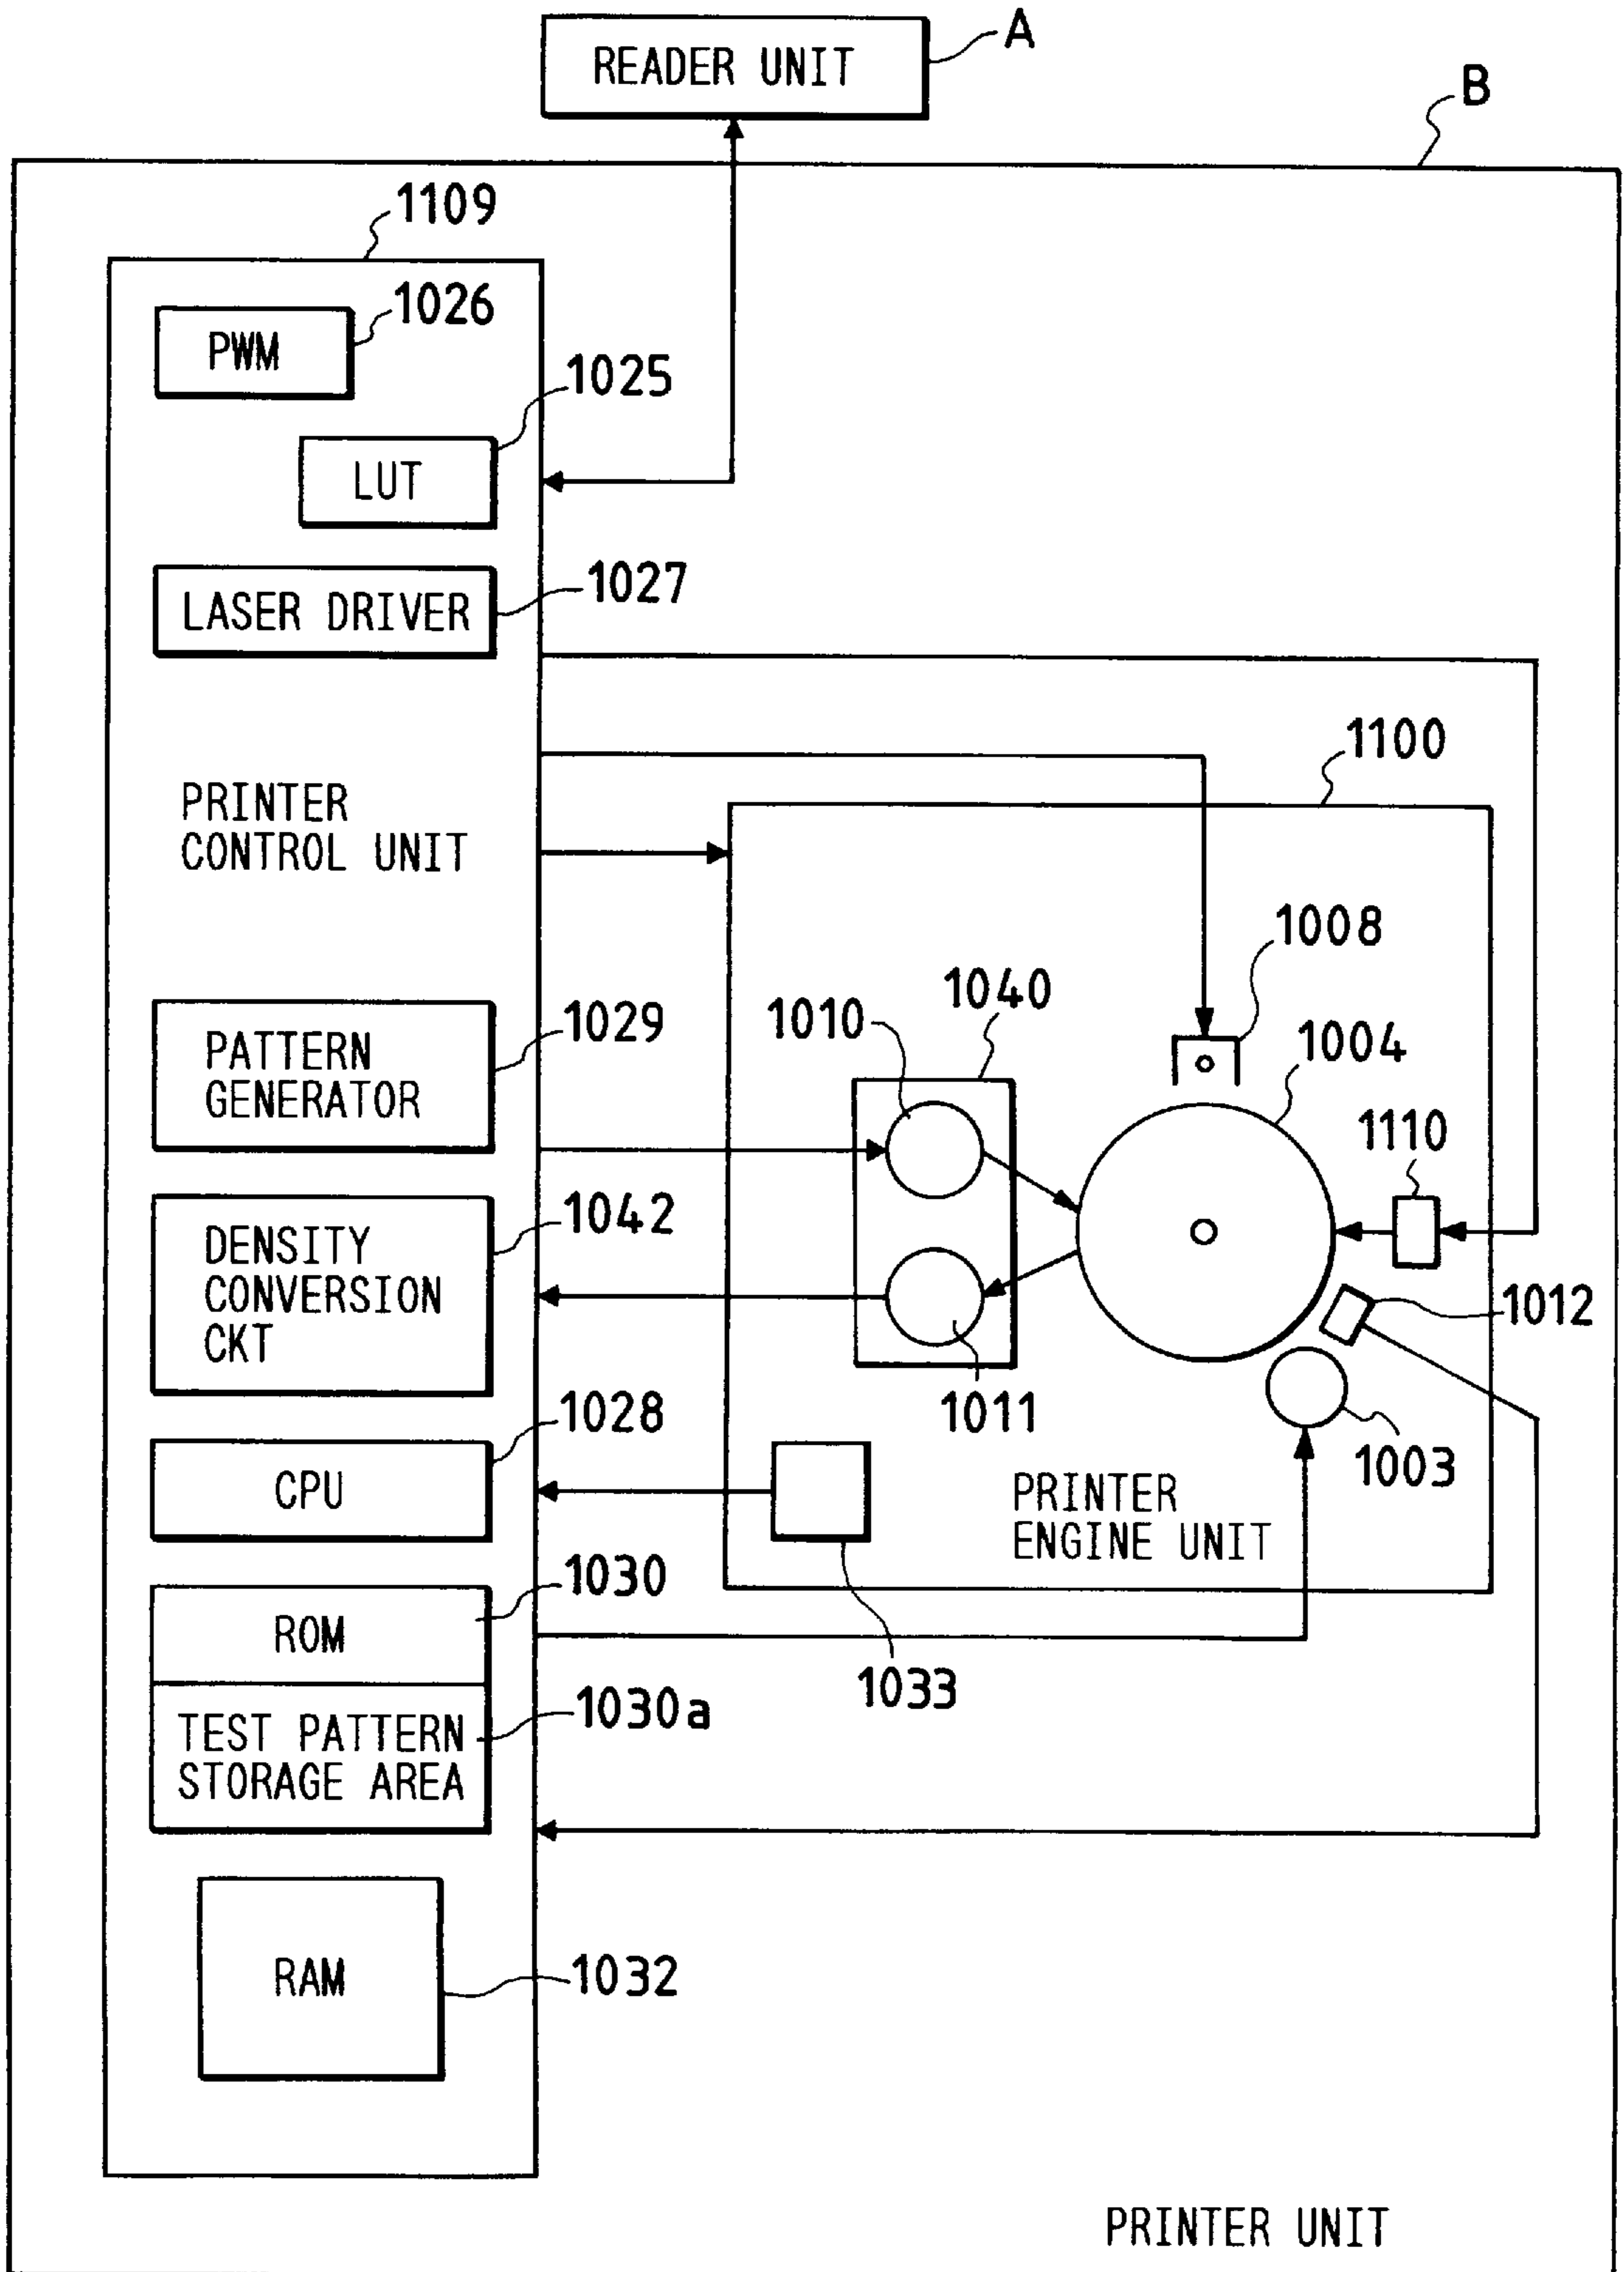 READER UNIT
A
B
1109
PWM
1026
1025
LUT
LASER DRIVER
1027
PRINTER
CONTROL UNIT
1100
1008
1040
1010
1004
PATTERN
GENERATOR
1029
1110
DENSITY
CONVERSION
CKT
1042
1012
1011
1003
CPU
1028
PRINTER
ENGINE UNIT
ROM
1030
1033
TEST PATTERN
STORAGE AREA
1030a
RAM
1032
PRINTER UNIT